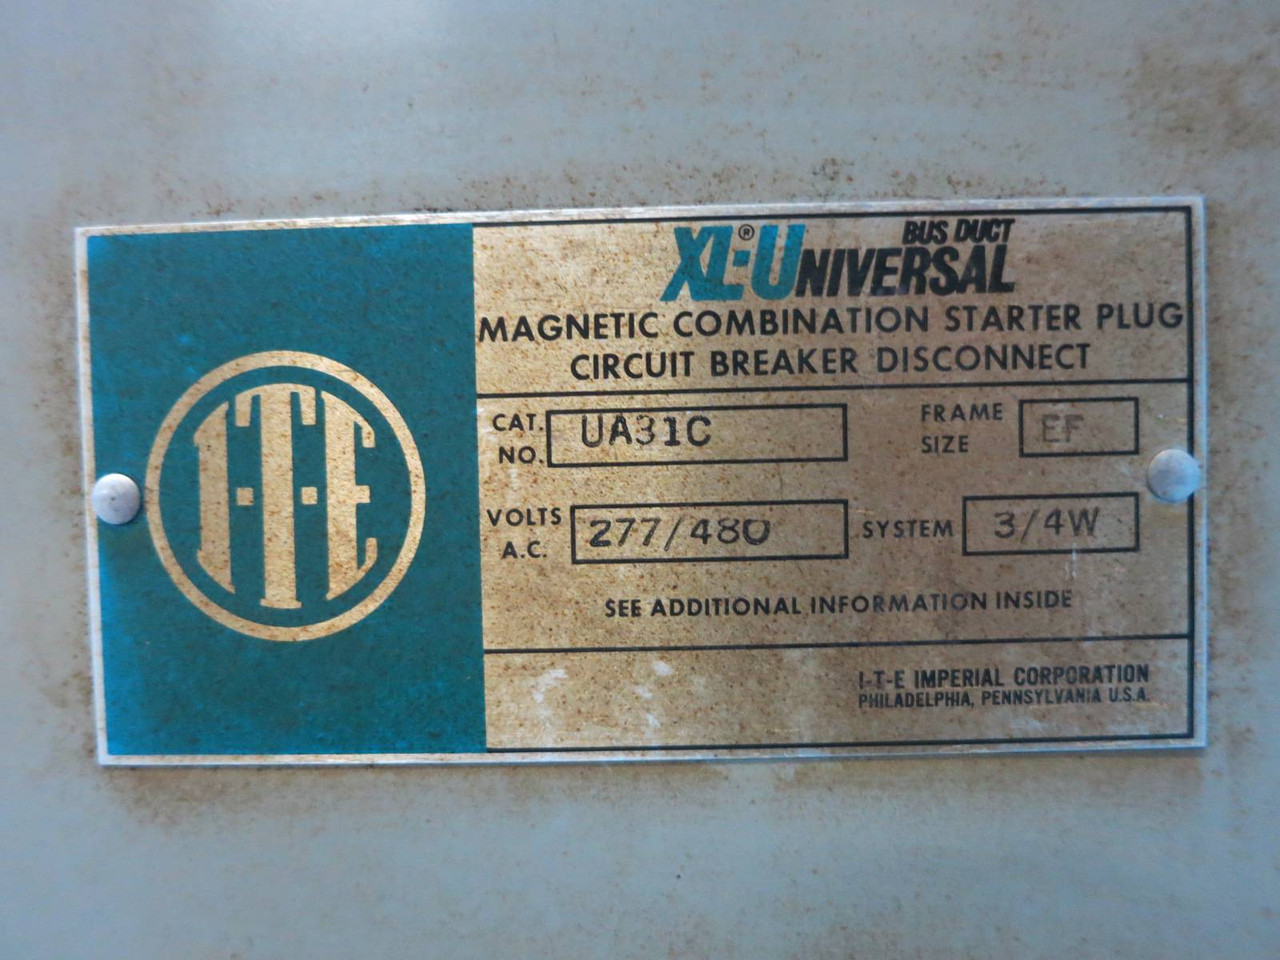 I-T-E
BUS DUCT
XL-UNIVERSAL®
MAGNETIC COMBINATION STARTER PLUG
CIRCUIT BREAKER DISCONNECT
CAT. NO. UA31C
FRAME SIZE EF
VOLTS A.C. 277/480
SYSTEM 3/4W
SEE ADDITIONAL INFORMATION INSIDE
I-T-E IMPERIAL CORPORATION
PHILADELPHIA, PENNSYLVANIA U.S.A.